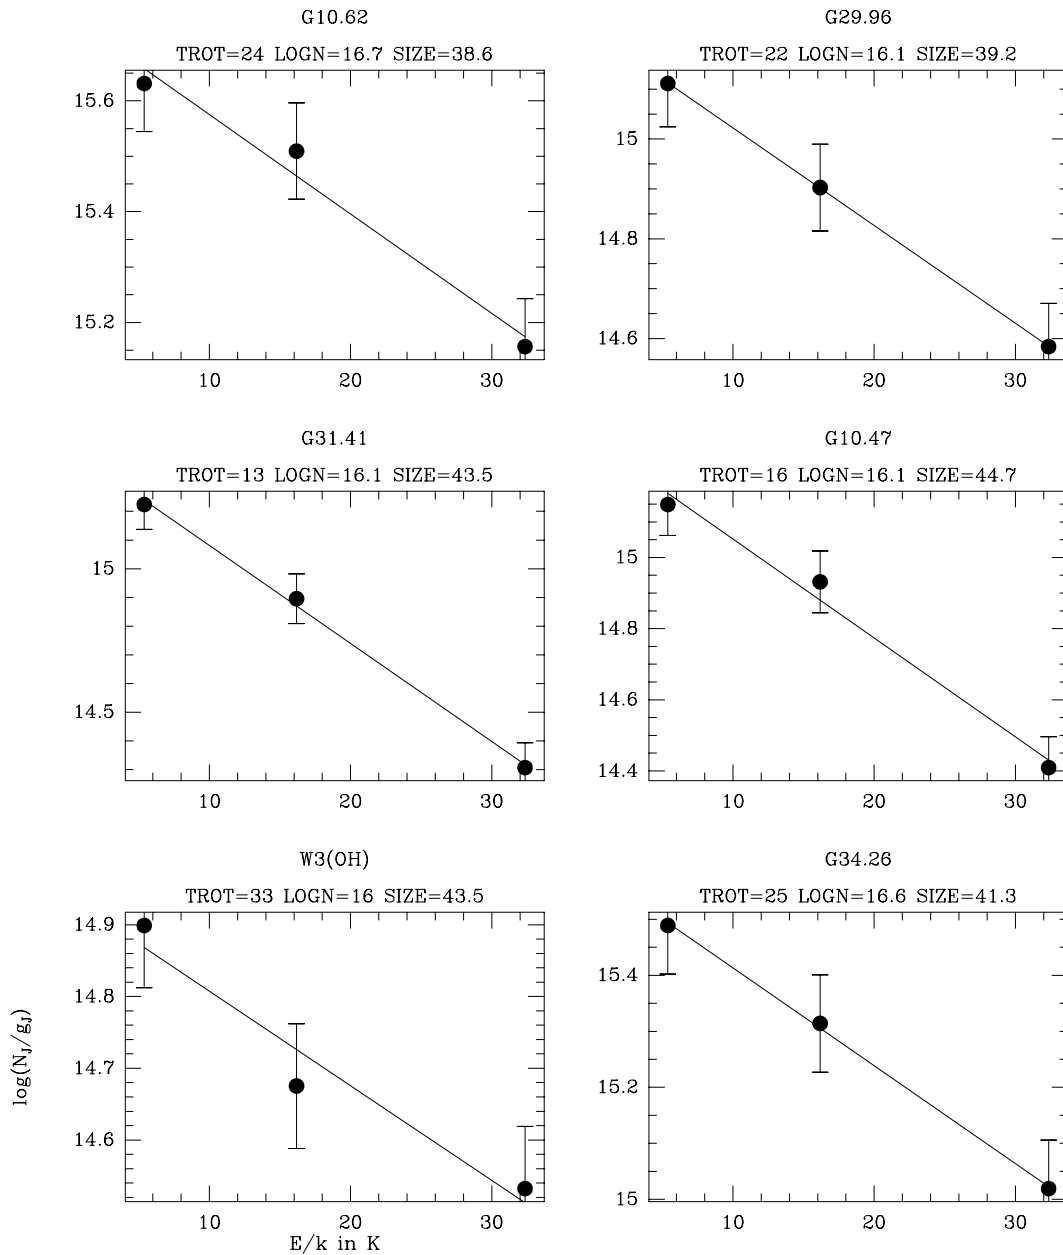 G10.62
TROT=24 LOGN=16.7 SIZE=38.6
15.6
15.4
15.2
10 20 30
G29.96
TROT=22 LOGN=16.1 SIZE=39.2
15
14.8
14.6
10 20 30
G31.41
TROT=13 LOGN=16.1 SIZE=43.5
15
14.5
10 20 30
G10.47
TROT=16 LOGN=16.1 SIZE=44.7
15
14.8
14.6
14.4
10 20 30
W3(OH)
TROT=33 LOGN=16 SIZE=43.5
14.9
14.8
14.7
14.6
10 20 30
log(N_J/g_J)
E/k in K
G34.26
TROT=25 LOGN=16.6 SIZE=41.3
15.4
15.2
15
10 20 30